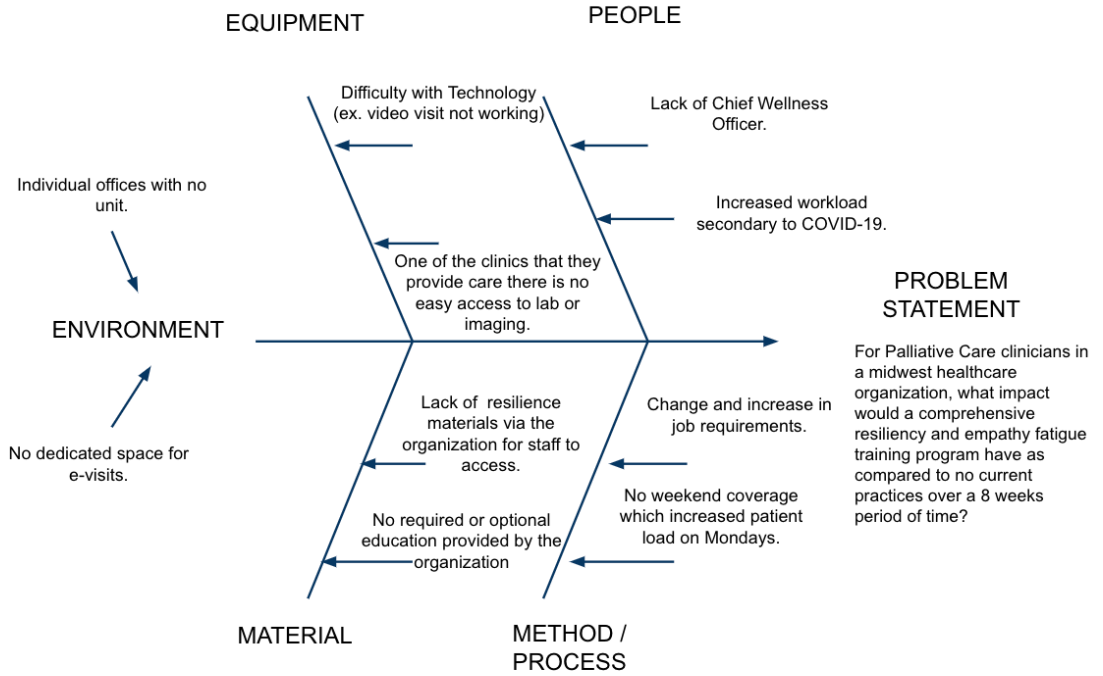 EQUIPMENT
PEOPLE
Difficulty with Technology
(ex. video visit not working)
Lack of Chief Wellness
Officer.
Individual offices with no
unit.
Increased workload
secondary to COVID-19.
One of the clinics that they
provide care there is no
easy access to lab or
imaging.
ENVIRONMENT
PROBLEM
STATEMENT
For Palliative Care clinicians in
a midwest healthcare
organization, what impact
would a comprehensive
resiliency and empathy fatigue
training program have as
compared to no current
practices over a 8 weeks
period of time?
No dedicated space for
e-visits.
Lack of resilience
materials via the
organization for staff to
access.
Change and increase in
job requirements.
No required or optional
education provided by the
organization
No weekend coverage
which increased patient
load on Mondays.
MATERIAL
METHOD /
PROCESS